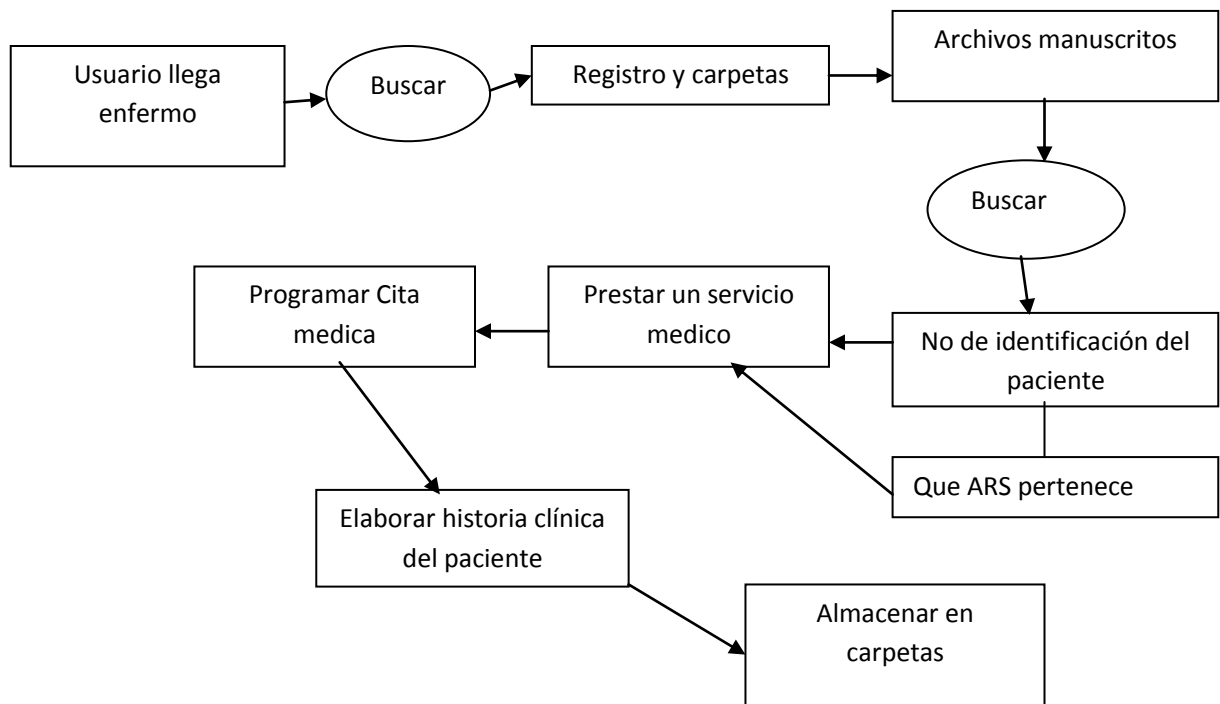 Usuario llega
enfermo
Buscar
Registro y carpetas
Archivos manuscritos
Buscar
No de identificación del
paciente
Que ARS pertenece
Prestar un servicio
medico
Programar Cita
medica
Elaborar historia clínica
del paciente
Almacenar en
carpetas